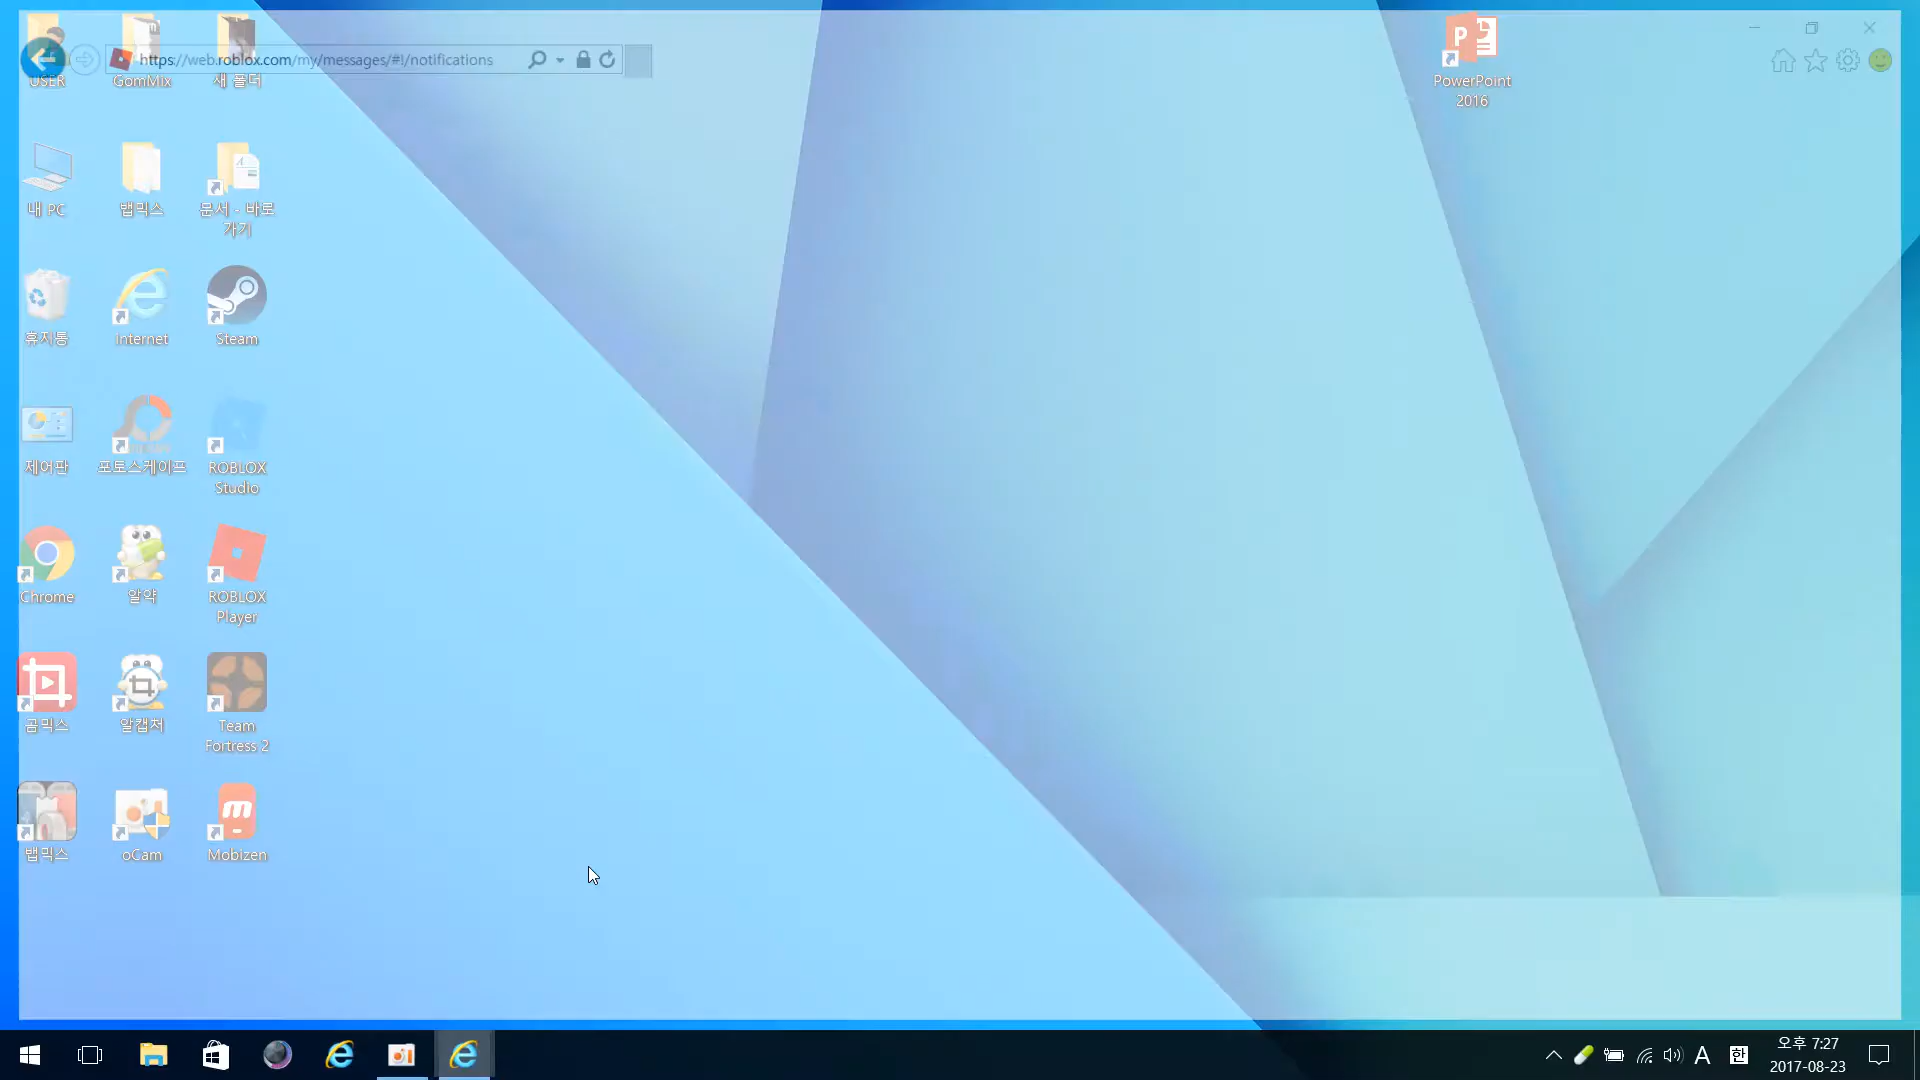 https://web.roblox.com/my/messages/#!/notifications
USER
GomMix
새 폴더
PowerPoint
2016
내 PC
뱁믹스
문서 - 바로
가기
휴지통
internet
Steam
제어판
포토스케이프
ROBLOX
Studio
Chrome
알약
ROBLOX
Player
곰믹스
알캡처
Team
Fortress 2
뱁믹스
oCam
Mobizen
A
한
오후 7:27
2017-08-23